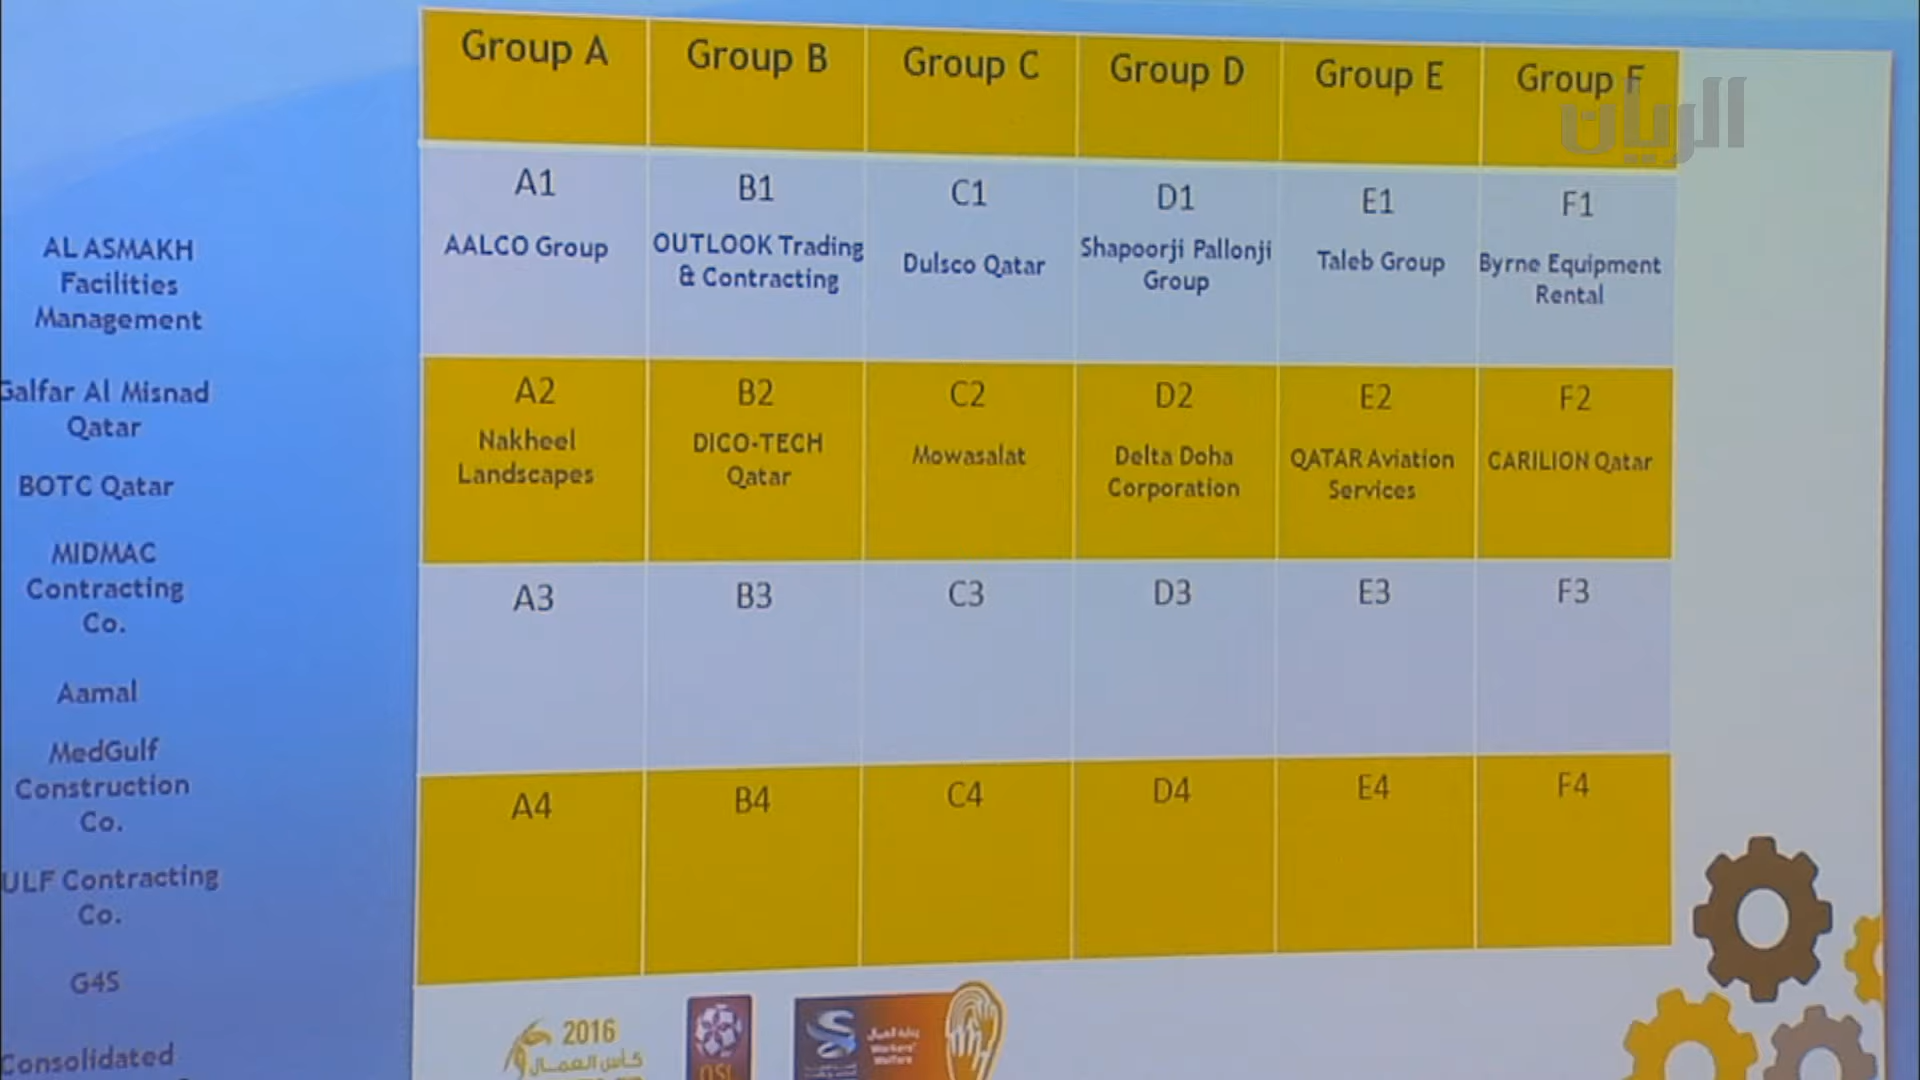 Group A
Group B
Group C
Group D
Group E
Group F
الريان
A1
AALCO Group
B1
OUTLOOK Trading
& Contracting
C1
Dulsco Qatar
D1
Shapoorji Pallonji
Group
E1
Taleb Group
F1
Byrne Equipment
Rental
A2
Nakheel
Landscapes
B2
DICO-TECH
Qatar
C2
Mowasalat
D2
Delta Doha
Corporation
E2
QATAR Aviation
Services
F2
CARILION Qatar
A3
B3
C3
D3
E3
F3
A4
B4
C4
D4
E4
F4
AL ASMAKH
Facilities
Management
Galfar Al Misnad
Qatar
BOTC Qatar
MIDMAC
Contracting
Co.
Aamal
MedGulf
Construction
Co.
ULF Contracting
Co.
G4S
Consolidated
2016
كأس العمال
QSL
Workers'
Welfare